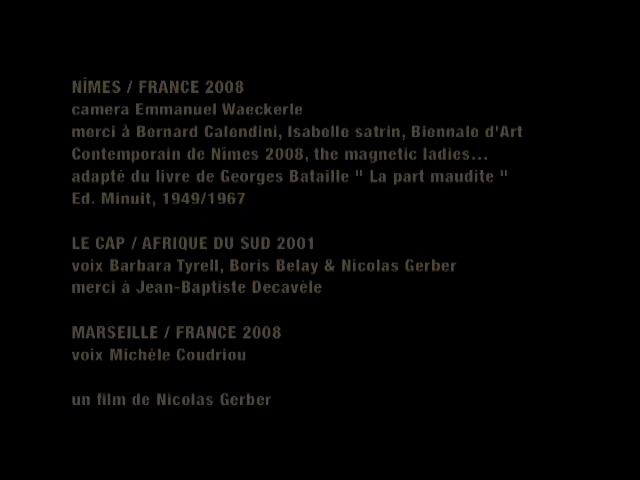 NÎMES / FRANCE 2008
camera Emmanuel Waeckerle
merci à Bernard Calendini, Isabelle satrin, Biennale d'Art
Contemporain de Nîmes 2008, the magnetic ladies...
adapté du livre de Georges Bataille " La part maudite "
Ed. Minuit, 1949/1967
LE CAP / AFRIQUE DU SUD 2001
voix Barbara Tyrell, Boris Belay & Nicolas Gerber
merci à Jean-Baptiste Decavèle
MARSEILLE / FRANCE 2008
voix Michèle Coudriou
un film de Nicolas Gerber